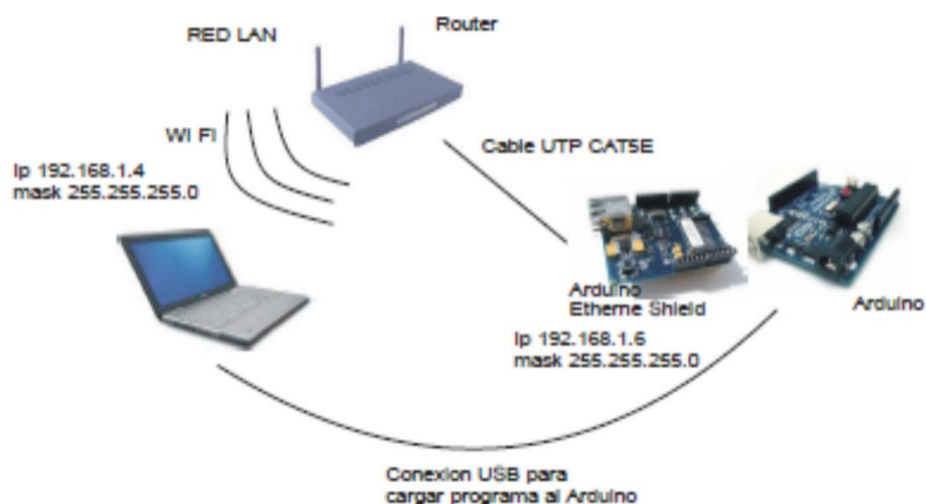 RED LAN
Router
WI FI
Cable UTP CAT5E
Ip 192.168.1.4
mask 255.255.255.0
Arduino
Etherne Shield
Arduino
Ip 192.168.1.6
mask 255.255.255.0
Conexion USB para
cargar programa al Arduino